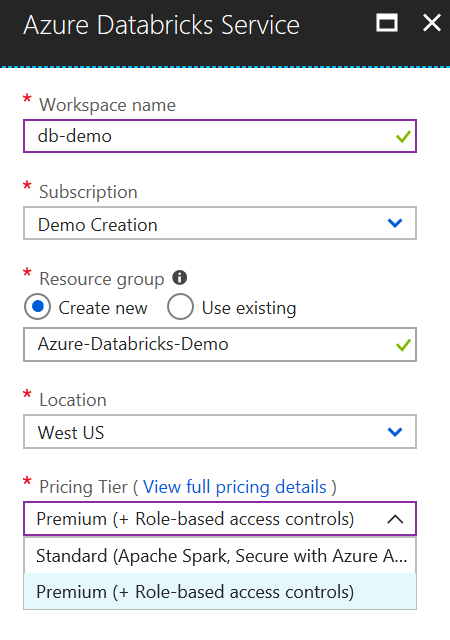 Azure Databricks Service
* Workspace name
db-demo
* Subscription
Demo Creation
* Resource group
Create new Use existing
Azure-Databricks-Demo
* Location
West US
* Pricing Tier ( View full pricing details )
Premium (+ Role-based access controls)
Standard (Apache Spark, Secure with Azure A...
Premium (+ Role-based access controls)